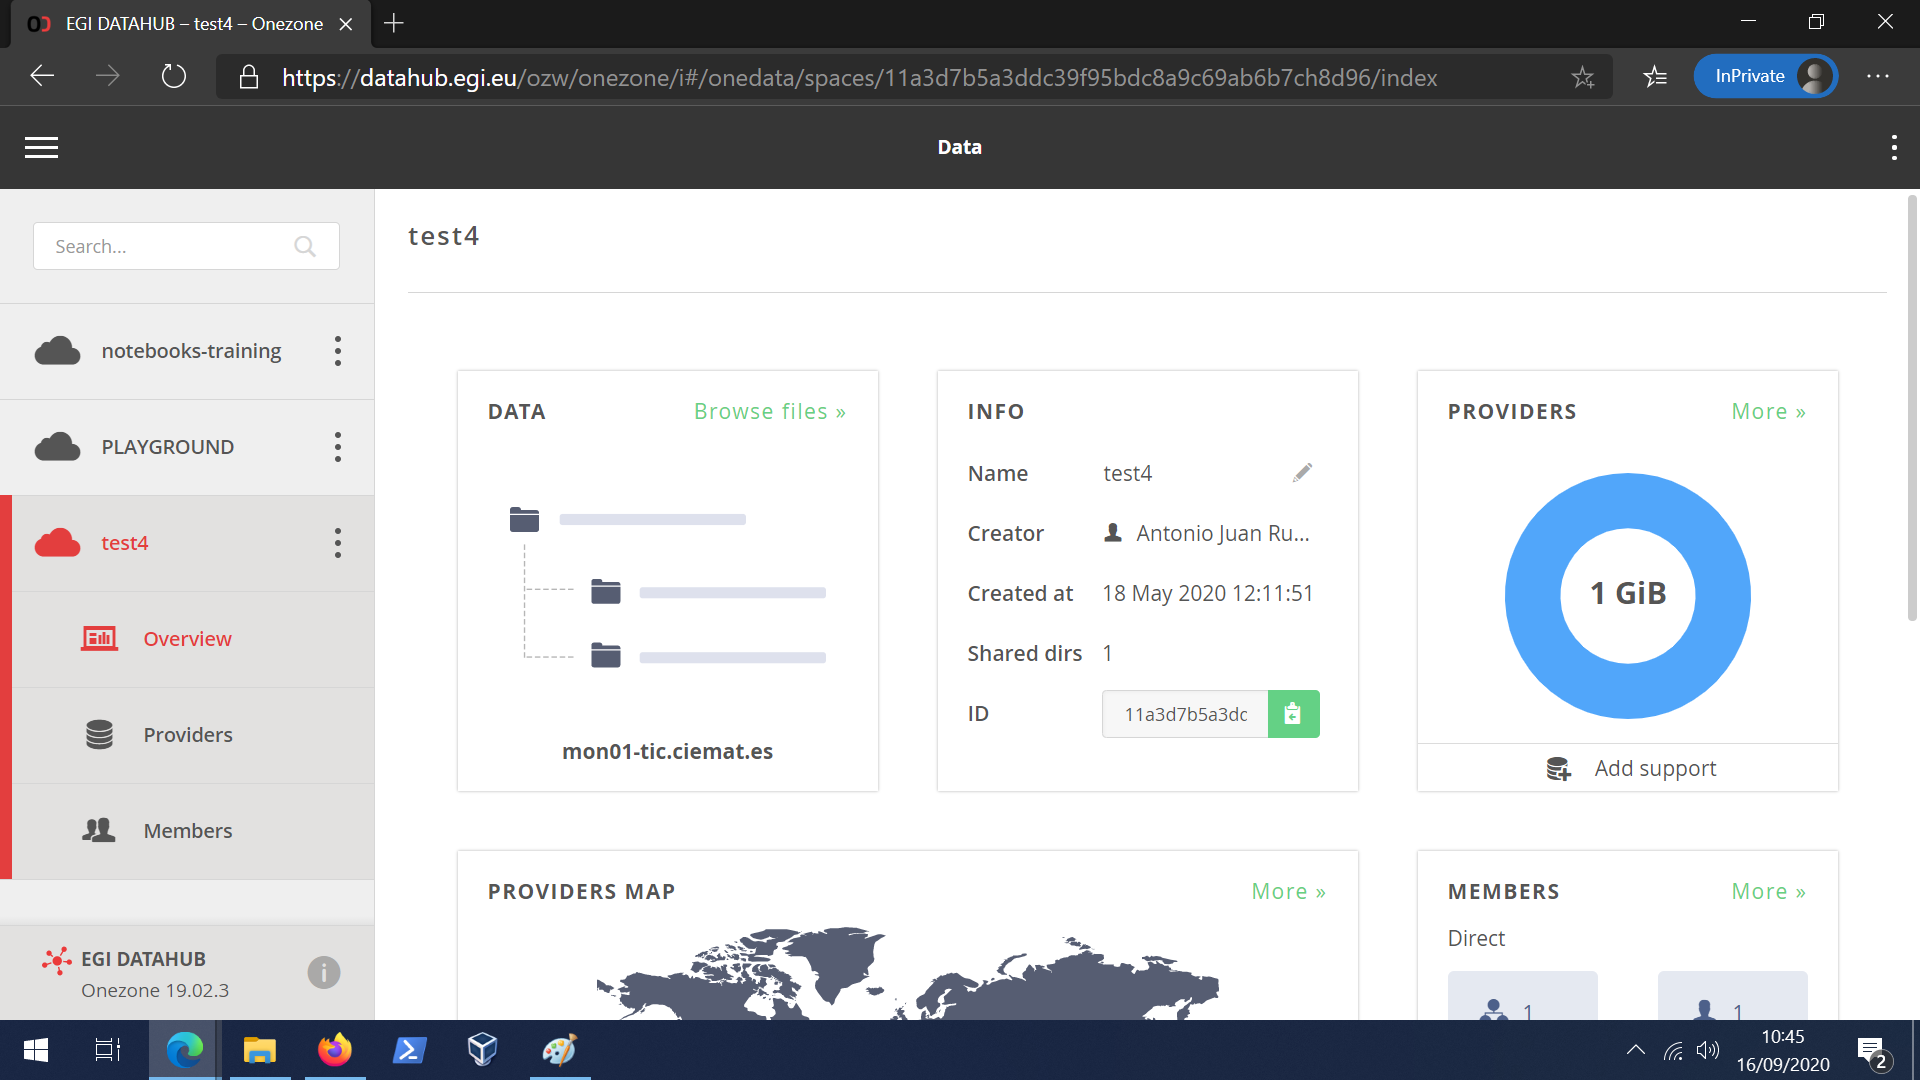 EGI DATAHUB – test4 – Onezone
https://datahub.egi.eu/ozw/onezone/i#/onedata/spaces/11a3d7b5a3ddc39f95bdc8a9c69ab6b7ch8d96/index
InPrivate
Data
Search...
notebooks-training
PLAYGROUND
test4
Overview
Providers
Members
EGI DATAHUB
Onezone 19.02.3
test4
DATA
Browse files »
mon01-tic.ciemat.es
INFO
Name test4
Creator Antonio Juan Ru...
Created at 18 May 2020 12:11:51
Shared dirs 1
ID 11a3d7b5a3dc
PROVIDERS
More »
1 GiB
Add support
PROVIDERS MAP
More »
MEMBERS
More »
Direct
1
1
10:45
16/09/2020
2